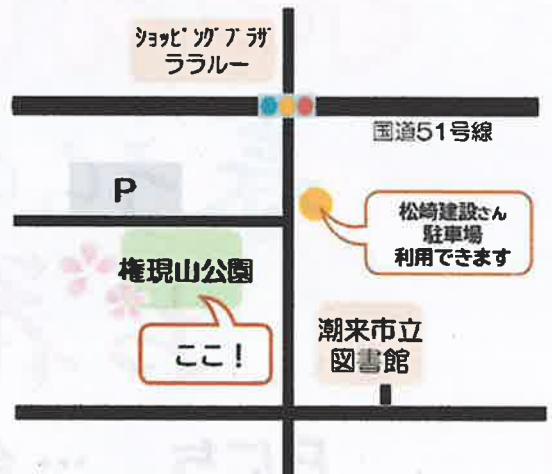 ショッピングプラザ
ララルー
国道51号線
P
松崎建設さん
駐車場
利用できます
権現山公園
ここ！
潮来市立
図書館